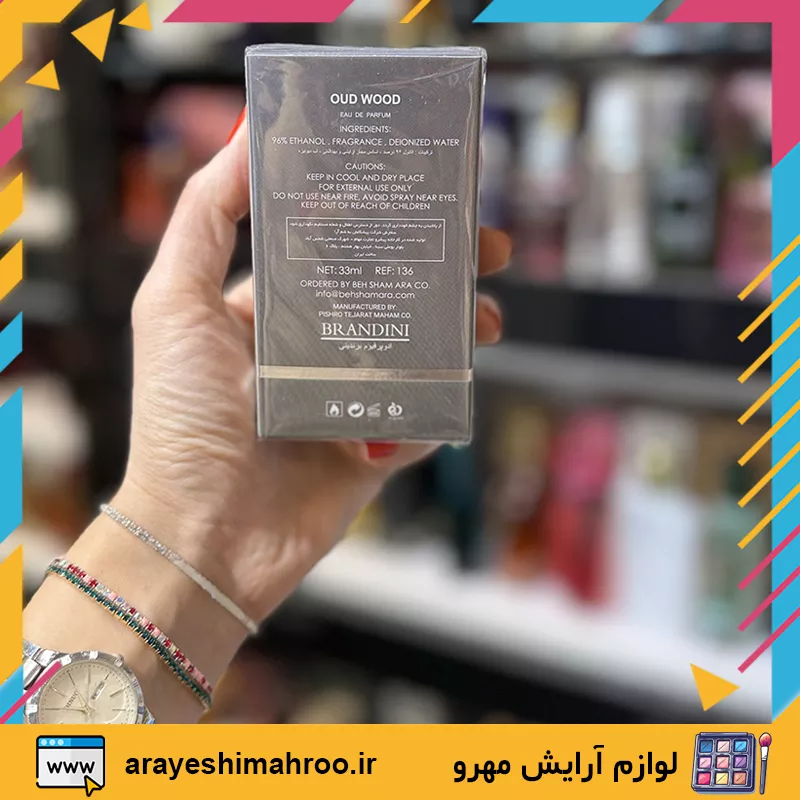 OUD WOOD
EAU DE PARFUM
INGREDIENTS:
96% ETHANOL . FRAGRANCE . DEIONIZED WATER
CAUTIONS:
KEEP IN COOL AND DRY PLACE
FOR EXTERNAL USE ONLY
DO NOT USE NEAR FIRE, AVOID SPRAY NEAR EYES.
KEEP OUT OF REACH OF CHILDREN
ساخت ایران
NET: 33ml REF: 136
ORDERED BY BEH SHAM ARA CO.
info@behshamara.com
MANUFACTURED BY:
PISHRO TEJARAT MAHAM CO.
BRANDINI
ادوپرفیوم برندینی
www
arayeshimahroo.ir
لوازم آرایش مهرو